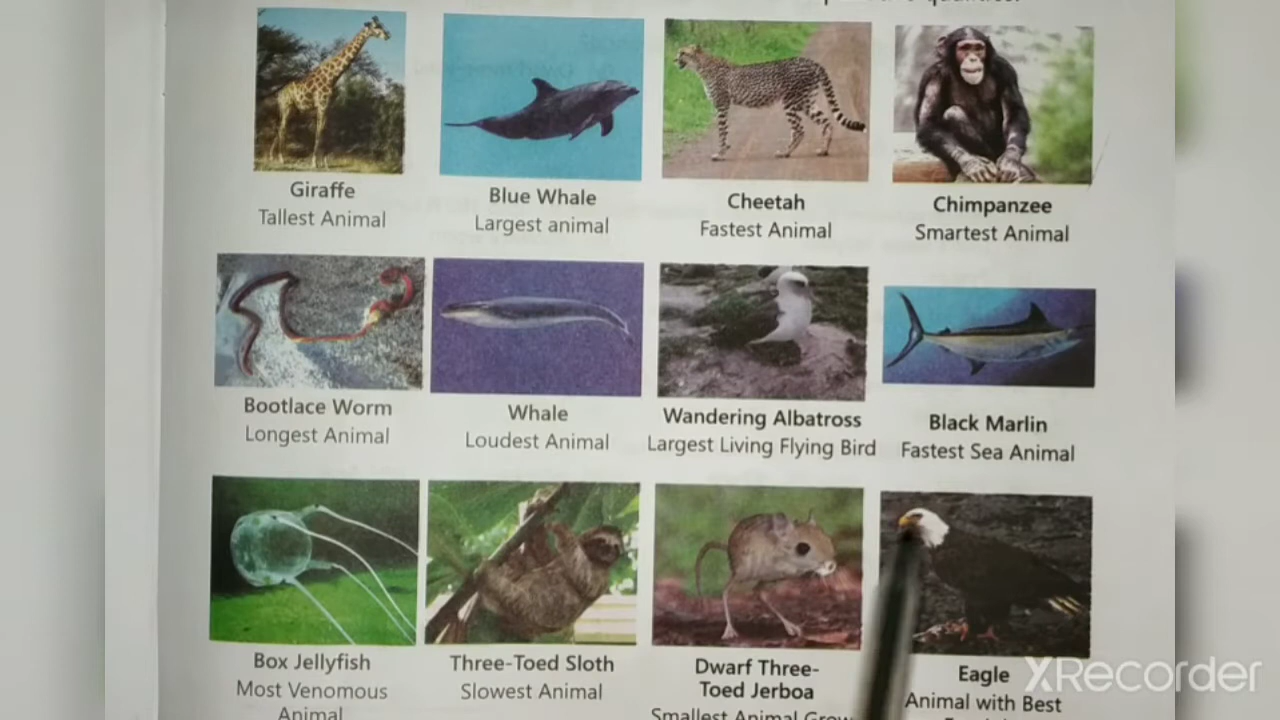 Giraffe
Tallest Animal
Blue Whale
Largest animal
Cheetah
Fastest Animal
Chimpanzee
Smartest Animal
Bootlace Worm
Longest Animal
Whale
Loudest Animal
Wandering Albatross
Largest Living Flying Bird
Black Marlin
Fastest Sea Animal
Box Jellyfish
Most Venomous
Animal
Three-Toed Sloth
Slowest Animal
Dwarf Three-
Toed Jerboa
Smallest Animal
Eagle
Animal with Best
XRecorder